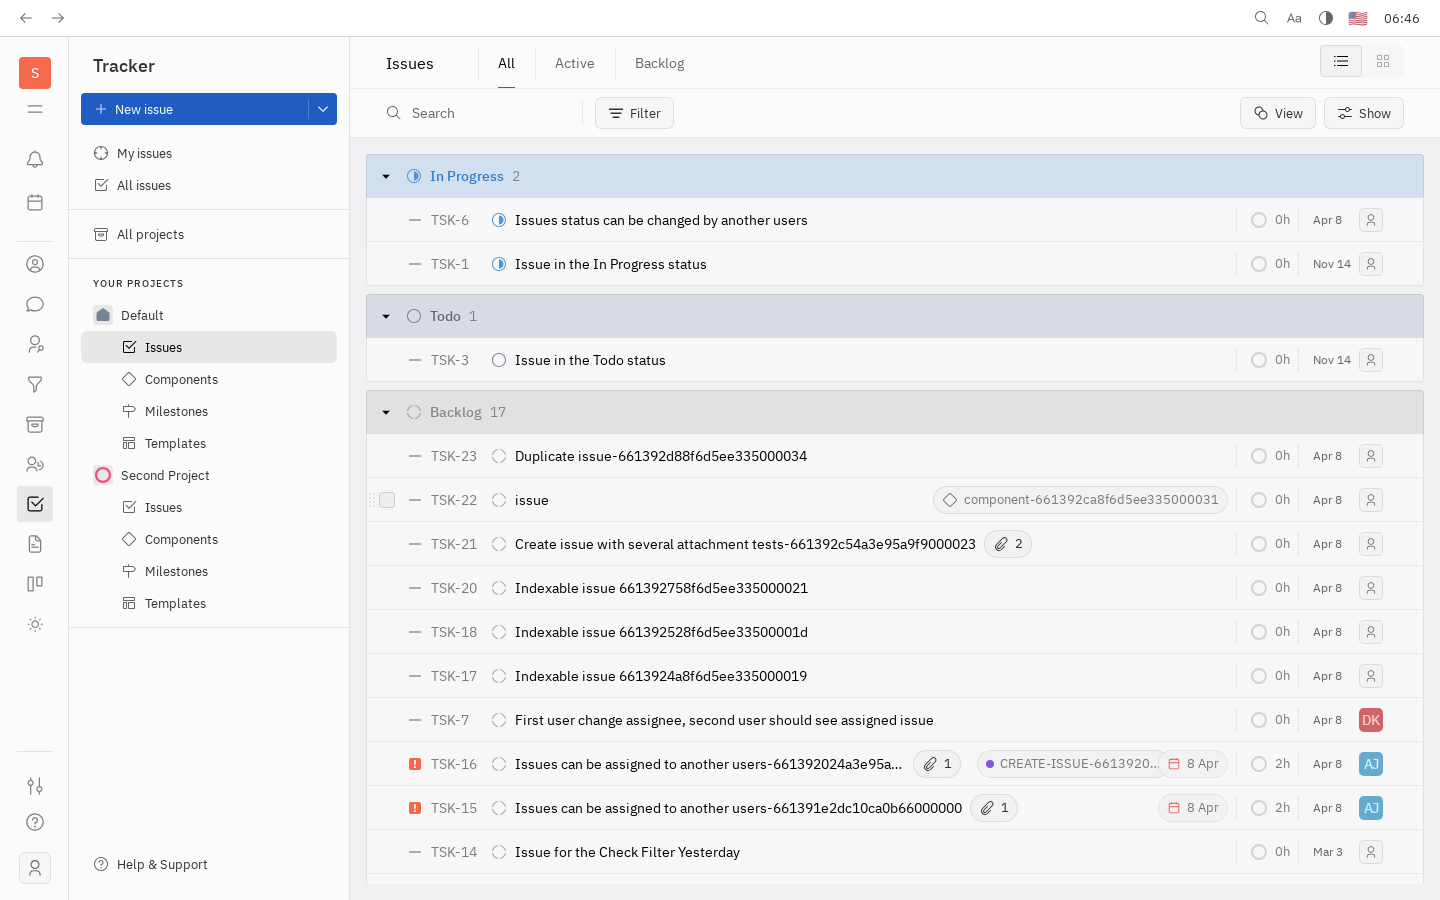 Aa 06:46
S
Tracker
New issue
My issues
All issues
All projects
YOUR PROJECTS
Default
Issues
Components
Milestones
Templates
Second Project
Issues
Components
Milestones
Templates
Help & Support
Issues All Active Backlog
Search Filter View Show
In Progress 2
TSK-6 Issues status can be changed by another users 0h Apr 8
TSK-1 Issue in the In Progress status 0h Nov 14
Todo 1
TSK-3 Issue in the Todo status 0h Nov 14
Backlog 17
TSK-23 Duplicate issue-661392d88f6d5ee335000034 0h Apr 8
TSK-22 issue component-661392ca8f6d5ee335000031 0h Apr 8
TSK-21 Create issue with several attachment tests-661392c54a3e95a9f9000023 2 0h Apr 8
TSK-20 Indexable issue 661392758f6d5ee335000021 0h Apr 8
TSK-18 Indexable issue 661392528f6d5ee33500001d 0h Apr 8
TSK-17 Indexable issue 6613924a8f6d5ee335000019 0h Apr 8
TSK-7 First user change assignee, second user should see assigned issue 0h Apr 8 DK
TSK-16 Issues can be assigned to another users-661392024a3e95a... 1 CREATE-ISSUE-6613920... 8 Apr 2h Apr 8 AJ
TSK-15 Issues can be assigned to another users-661391e2dc10ca0b66000000 1 8 Apr 2h Apr 8 AJ
TSK-14 Issue for the Check Filter Yesterday 0h Mar 3